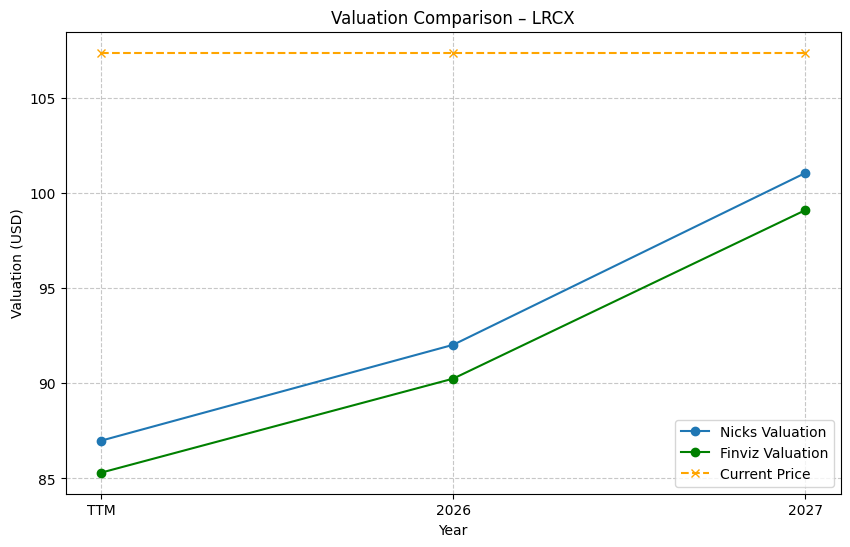 Valuation Comparison – LRCX
Valuation (USD)
105
100
95
90
85
TTM
2026
2027
Year
Nicks Valuation
Finviz Valuation
Current Price